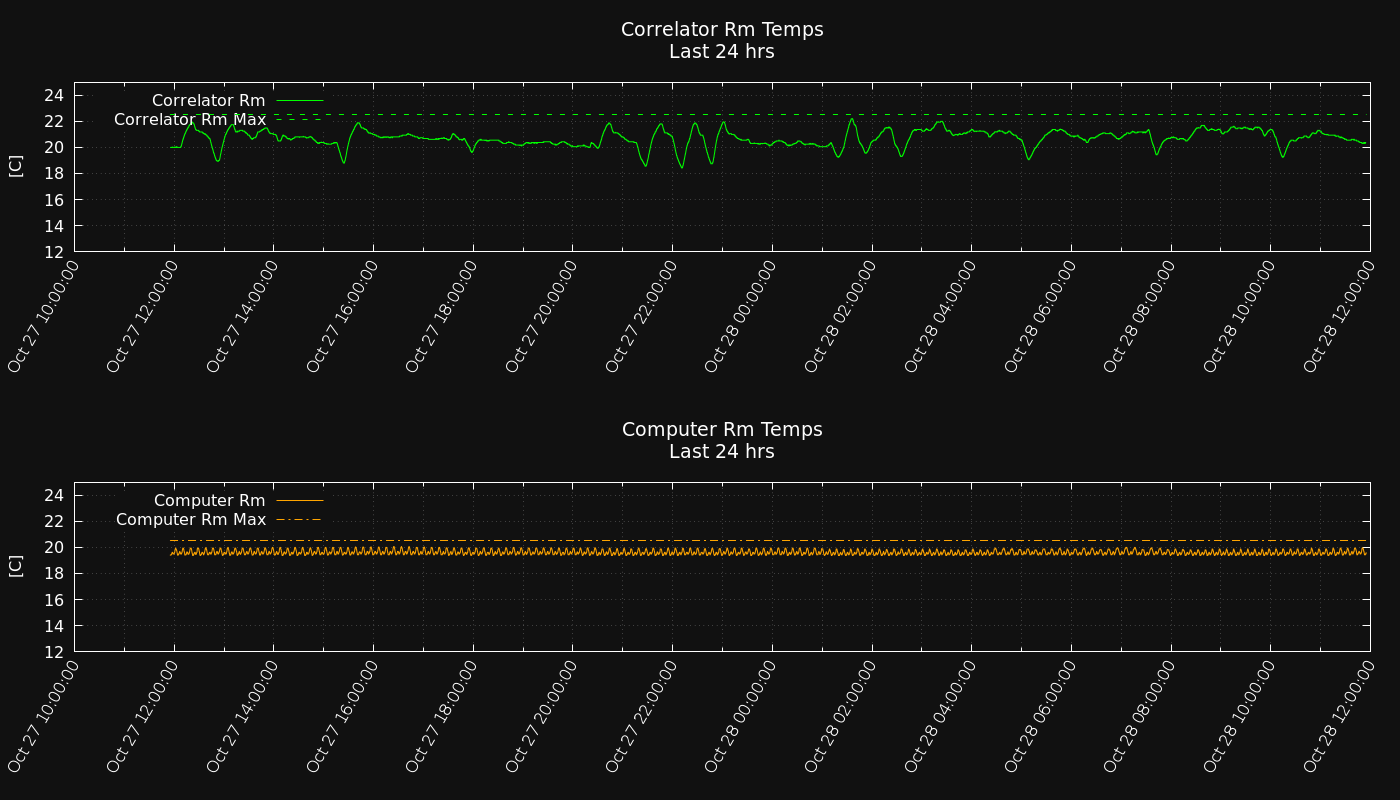 Correlator Rm Temps
Last 24 hrs
Correlator Rm
Correlator Rm Max
[C]
24
22
20
18
16
14
12
Oct 27 10:00:00
Oct 27 12:00:00
Oct 27 14:00:00
Oct 27 16:00:00
Oct 27 18:00:00
Oct 27 20:00:00
Oct 27 22:00:00
Oct 28 00:00:00
Oct 28 02:00:00
Oct 28 04:00:00
Oct 28 06:00:00
Oct 28 08:00:00
Oct 28 10:00:00
Oct 28 12:00:00
Computer Rm Temps
Last 24 hrs
Computer Rm
Computer Rm Max
[C]
24
22
20
18
16
14
12
Oct 27 10:00:00
Oct 27 12:00:00
Oct 27 14:00:00
Oct 27 16:00:00
Oct 27 18:00:00
Oct 27 20:00:00
Oct 27 22:00:00
Oct 28 00:00:00
Oct 28 02:00:00
Oct 28 04:00:00
Oct 28 06:00:00
Oct 28 08:00:00
Oct 28 10:00:00
Oct 28 12:00:00